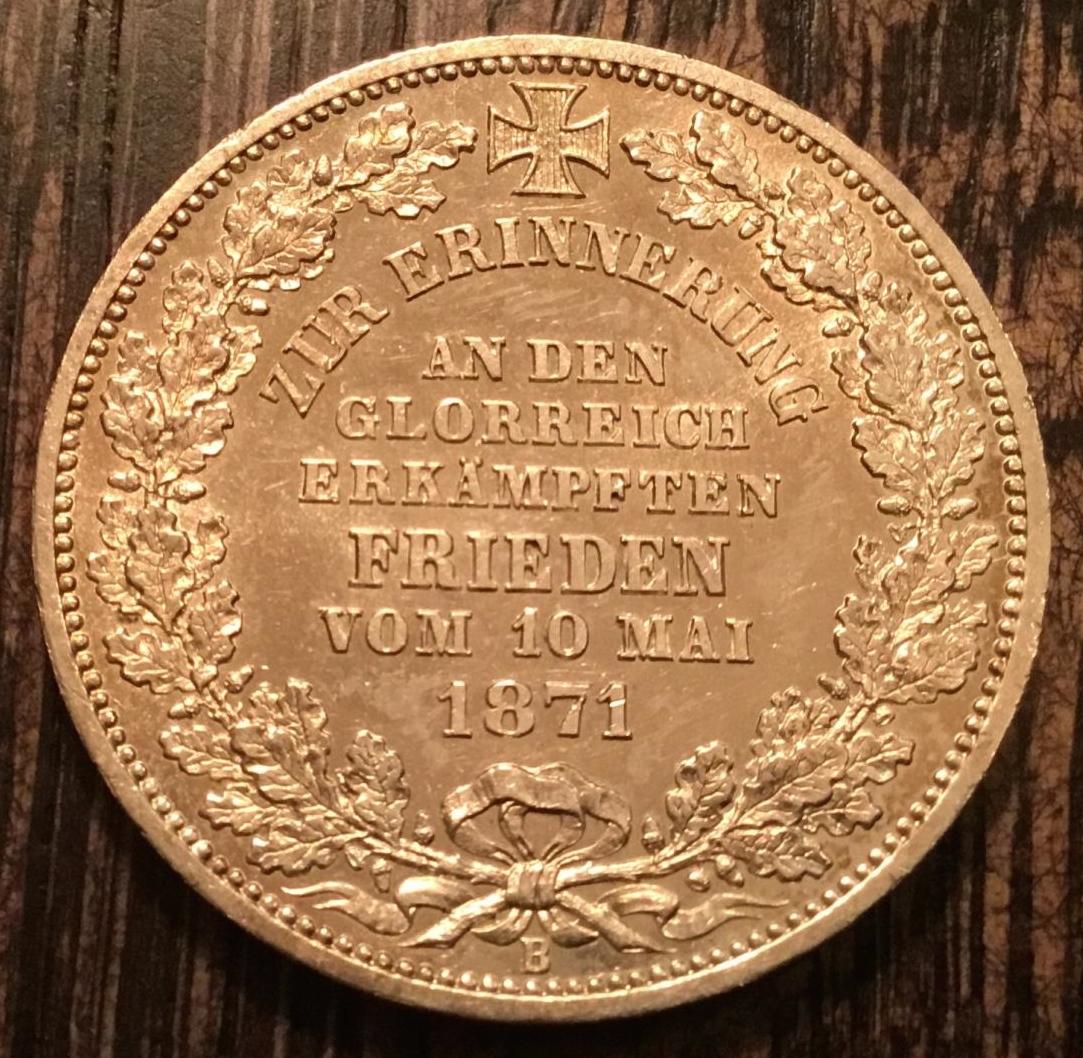 ZUR ERINNERUNG
AN DEN
GLORREICH
ERKÄMPFTEN
FRIEDEN
VOM 10 MAI
1871
B